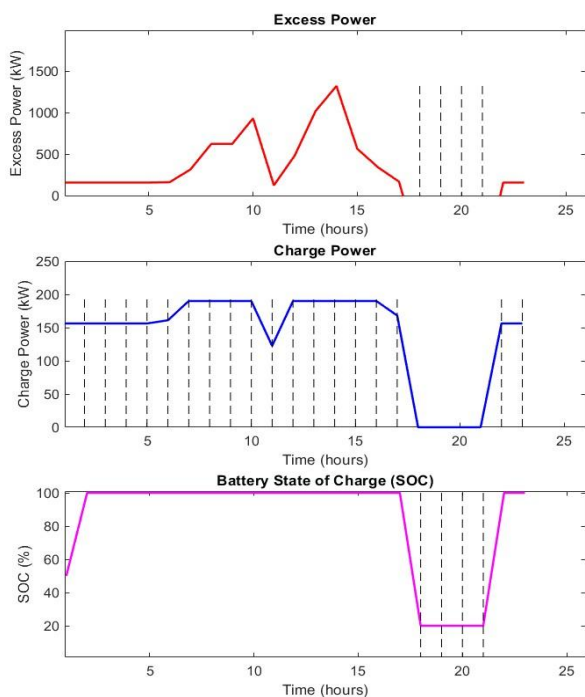 Excess Power
Excess Power (kW)
1500
1000
500
0
5 10 15 20 25
Time (hours)
Charge Power
Charge Power (kW)
250
200
150
100
50
0
5 10 15 20 25
Time (hours)
Battery State of Charge (SOC)
SOC (%)
100
80
60
40
20
5 10 15 20 25
Time (hours)